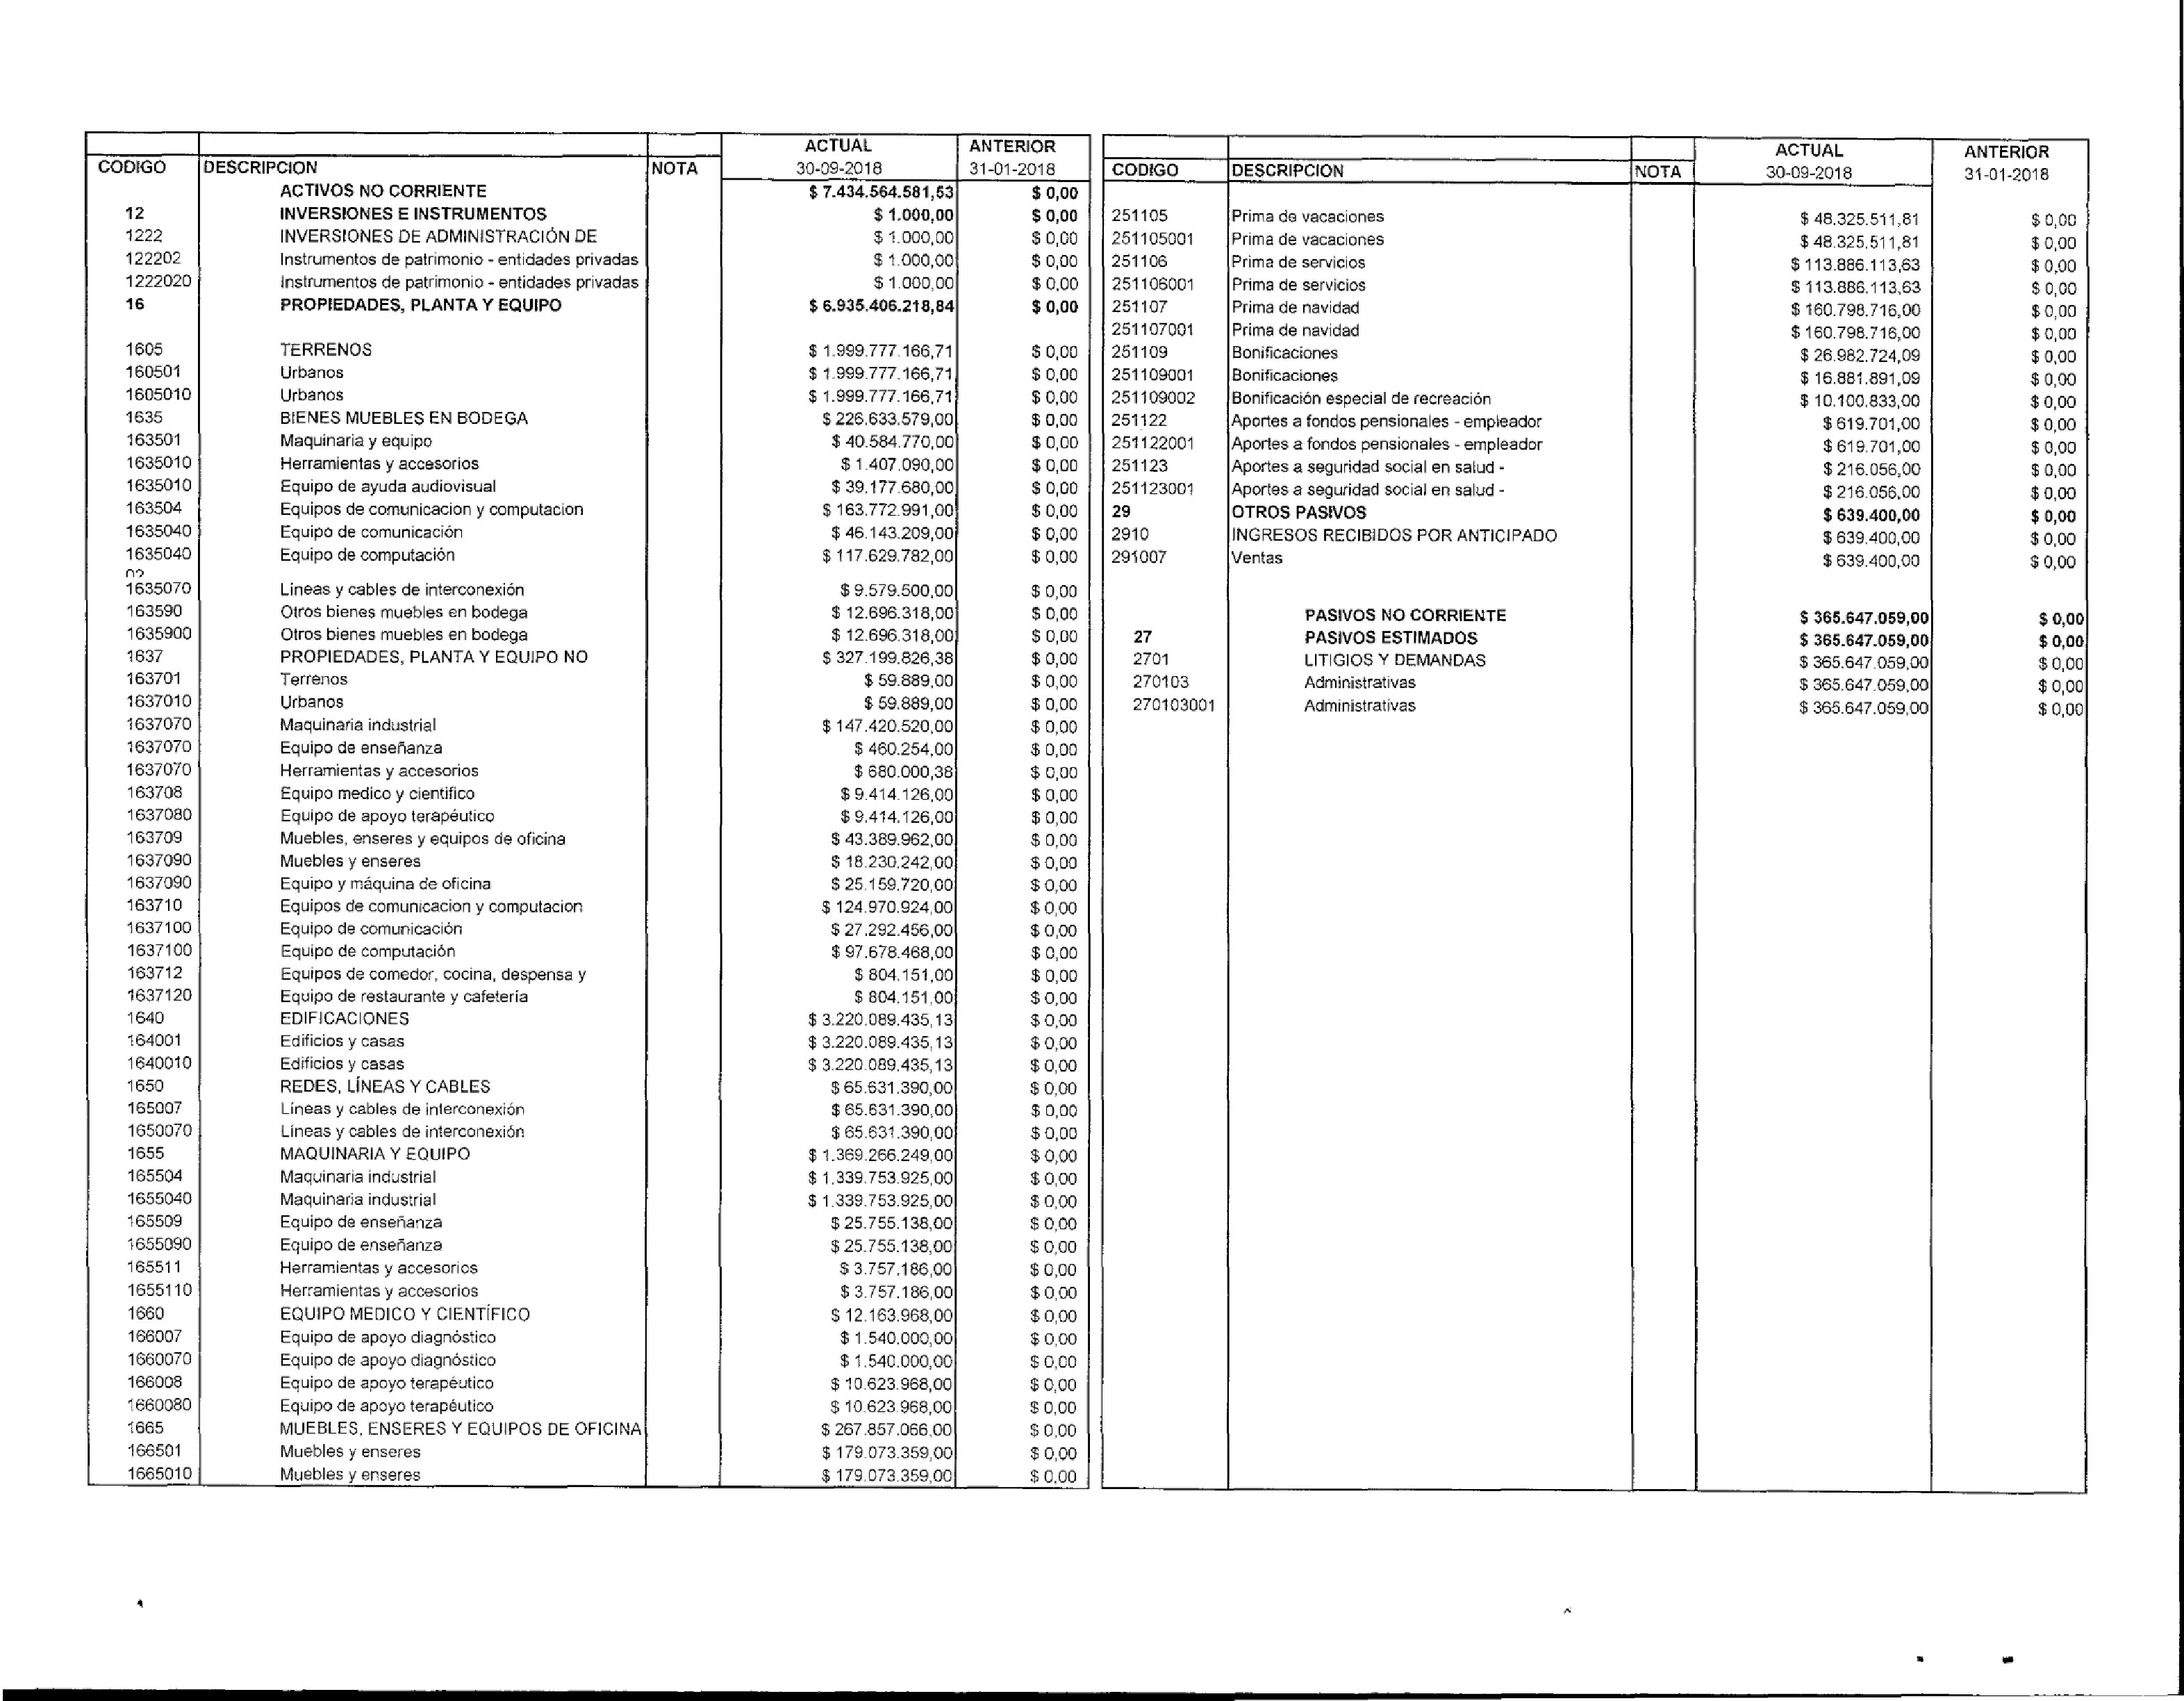 CODIGO DESCRIPCION NOTA ACTUAL 30-09-2018 ANTERIOR 31-01-2018
ACTIVOS NO CORRIENTE $ 7.434.564.581,53 $ 0,00
12 INVERSIONES E INSTRUMENTOS $ 1.000,00 $ 0,00
1222 INVERSIONES DE ADMINISTRACIÓN DE $ 1.000,00 $ 0,00
122202 Instrumentos de patrimonio - entidades privadas $ 1.000,00 $ 0,00
1222020 Instrumentos de patrimonio - entidades privadas $ 1.000,00 $ 0,00
16 PROPIEDADES, PLANTA Y EQUIPO $ 6.935.406.218,84 $ 0,00
1605 TERRENOS $ 1.999.777.166,71 $ 0,00
160501 Urbanos $ 1.999.777.166,71 $ 0,00
1605010 Urbanos $ 1.999.777.166,71 $ 0,00
1635 BIENES MUEBLES EN BODEGA $ 226.633.579,00 $ 0,00
163501 Maquinaria y equipo $ 40.584.770,00 $ 0,00
1635010 Herramientas y accesorios $ 1.407.090,00 $ 0,00
1635010 Equipo de ayuda audiovisual $ 39.177.680,00 $ 0,00
163504 Equipos de comunicacion y computacion $ 163.772.991,00 $ 0,00
1635040 Equipo de comunicación $ 46.143.209,00 $ 0,00
1635040 Equipo de computación $ 117.629.782,00 $ 0,00
1635070 Lineas y cables de interconexión $ 9.579.500,00 $ 0,00
163590 Otros bienes muebles en bodega $ 12.696.318,00 $ 0,00
1635900 Otros bienes muebles en bodega $ 12.696.318,00 $ 0,00
1637 PROPIEDADES, PLANTA Y EQUIPO NO $ 327.199.826,38 $ 0,00
163701 Terrenos $ 59.889,00 $ 0,00
1637010 Urbanos $ 59.889,00 $ 0,00
1637070 Maquinaria industrial $ 147.420.520,00 $ 0,00
1637070 Equipo de enseñanza $ 460.254,00 $ 0,00
1637070 Herramientas y accesorios $ 680.000,38 $ 0,00
163708 Equipo medico y cientifico $ 9.414.126,00 $ 0,00
1637080 Equipo de apoyo terapéutico $ 9.414.126,00 $ 0,00
163709 Muebles, enseres y equipos de oficina $ 43.389.962,00 $ 0,00
1637090 Muebles y enseres $ 18.230.242,00 $ 0,00
1637090 Equipo y máquina de oficina $ 25.159.720,00 $ 0,00
163710 Equipos de comunicacion y computacion $ 124.970.924,00 $ 0,00
1637100 Equipo de comunicación $ 27.292.456,00 $ 0,00
1637100 Equipo de computación $ 97.678.468,00 $ 0,00
163712 Equipos de comedor, cocina, despensa y $ 804.151,00 $ 0,00
1637120 Equipo de restaurante y cafetería $ 804.151,00 $ 0,00
1640 EDIFICACIONES $ 3.220.089.435,13 $ 0,00
164001 Edificios y casas $ 3.220.089.435,13 $ 0,00
1640010 Edificios y casas $ 3.220.089.435,13 $ 0,00
1650 REDES, LÍNEAS Y CABLES $ 65.631.390,00 $ 0,00
165007 Líneas y cables de interconexión $ 65.631.390,00 $ 0,00
1650070 Lineas y cables de interconexión $ 65.631.390,00 $ 0,00
1655 MAQUINARIA Y EQUIPO $ 1.369.266.249,00 $ 0,00
165504 Maquinaria industrial $ 1.339.753.925,00 $ 0,00
1655040 Maquinaria industrial $ 1.339.753.925,00 $ 0,00
165509 Equipo de enseñanza $ 25.755.138,00 $ 0,00
1655090 Equipo de enseñanza $ 25.755.138,00 $ 0,00
165511 Herramientas y accesorios $ 3.757.186,00 $ 0,00
1655110 Herramientas y accesorios $ 3.757.186,00 $ 0,00
1660 EQUIPO MEDICO Y CIENTÍFICO $ 12.163.968,00 $ 0,00
166007 Equipo de apoyo diagnóstico $ 1.540.000,00 $ 0,00
1660070 Equipo de apoyo diagnóstico $ 1.540.000,00 $ 0,00
166008 Equipo de apoyo terapéutico $ 10.623.968,00 $ 0,00
1660080 Equipo de apoyo terapéutico $ 10.623.968,00 $ 0,00
1665 MUEBLES, ENSERES Y EQUIPOS DE OFICINA $ 267.857.066,00 $ 0,00
166501 Muebles y enseres $ 179.073.359,00 $ 0,00
1665010 Muebles y enseres $ 179.073.359,00 $ 0,00
CODIGO DESCRIPCION NOTA ACTUAL 30-09-2018 ANTERIOR 31-01-2018
251105 Prima de vacaciones $ 48.325.511,81 $ 0,00
251105001 Prima de vacaciones $ 48.325.511,81 $ 0,00
251106 Prima de servicios $ 113.886.113,63 $ 0,00
251106001 Prima de servicios $ 113.886.113,63 $ 0,00
251107 Prima de navidad $ 160.798.716,00 $ 0,00
251107001 Prima de navidad $ 160.798.716,00 $ 0,00
251109 Bonificaciones $ 26.982.724,09 $ 0,00
251109001 Bonificaciones $ 16.881.891,09 $ 0,00
251109002 Bonificación especial de recreación $ 10.100.833,00 $ 0,00
251122 Aportes a fondos pensionales - empleador $ 619.701,00 $ 0,00
251122001 Aportes a fondos pensionales - empleador $ 619.701,00 $ 0,00
251123 Aportes a seguridad social en salud - $ 216.056,00 $ 0,00
251123001 Aportes a seguridad social en salud - $ 216.056,00 $ 0,00
29 OTROS PASIVOS $ 639.400,00 $ 0,00
2910 INGRESOS RECIBIDOS POR ANTICIPADO $ 639.400,00 $ 0,00
291007 Ventas $ 639.400,00 $ 0,00
PASIVOS NO CORRIENTE $ 365.647.059,00 $ 0,00
27 PASIVOS ESTIMADOS $ 365.647.059,00 $ 0,00
2701 LITIGIOS Y DEMANDAS $ 365.647.059,00 $ 0,00
270103 Administrativas $ 365.647.059,00 $ 0,00
270103001 Administrativas $ 365.647.059,00 $ 0,00